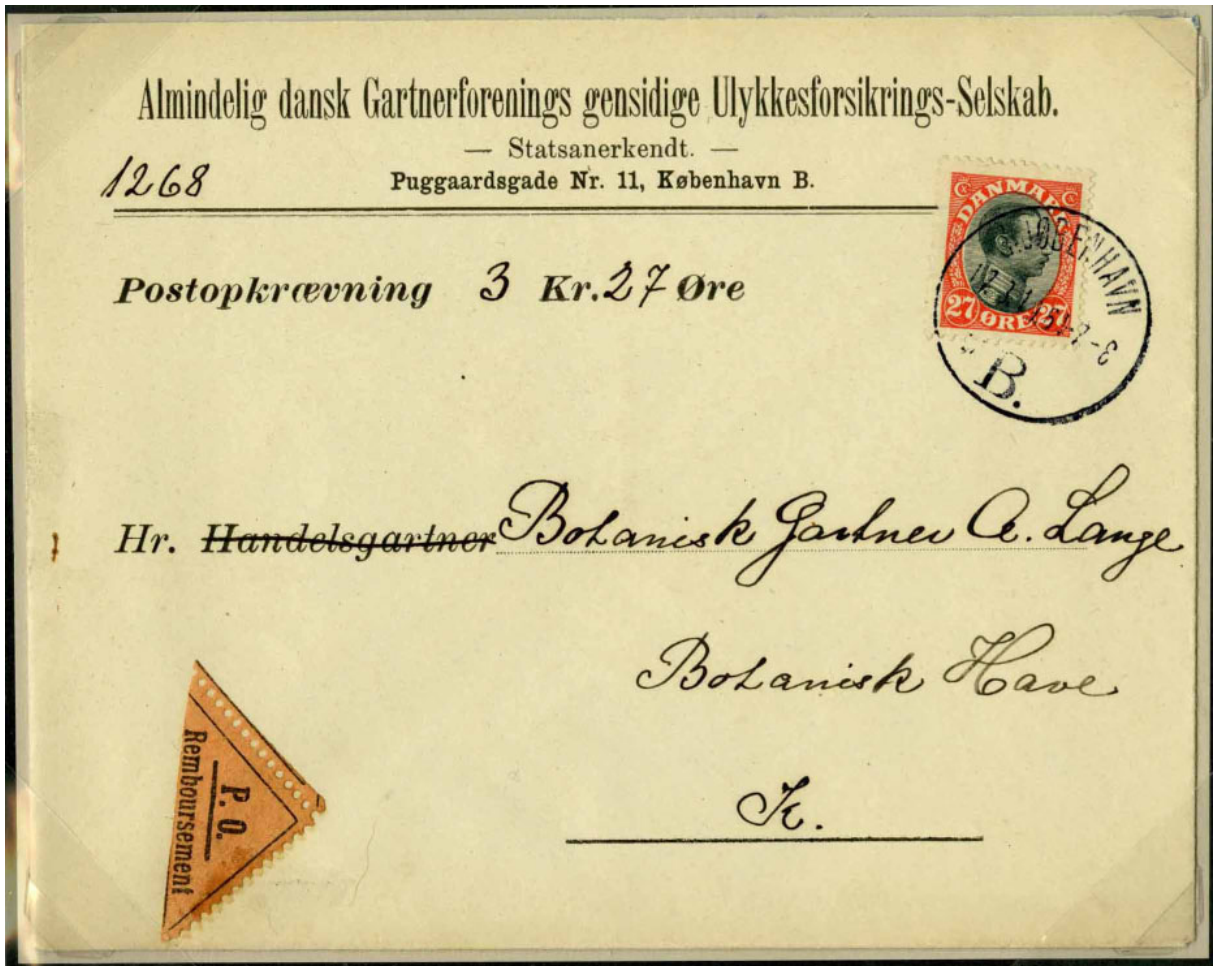 Almindelig dansk Gartnerforenings gensidige Ulykkesforsikrings-Selskab.
— Statsanerkendt. —
1268
Puggaardsgade Nr. 11, København B.
DANMARK
27 ØRE 27
KJØBENHAVN
B.
Postopkrævning 3 Kr. 27 Øre
Hr. Handelsgartner Botanisk Gartner A. Lange
Botanisk Have
K.
P. O.
Remboursement